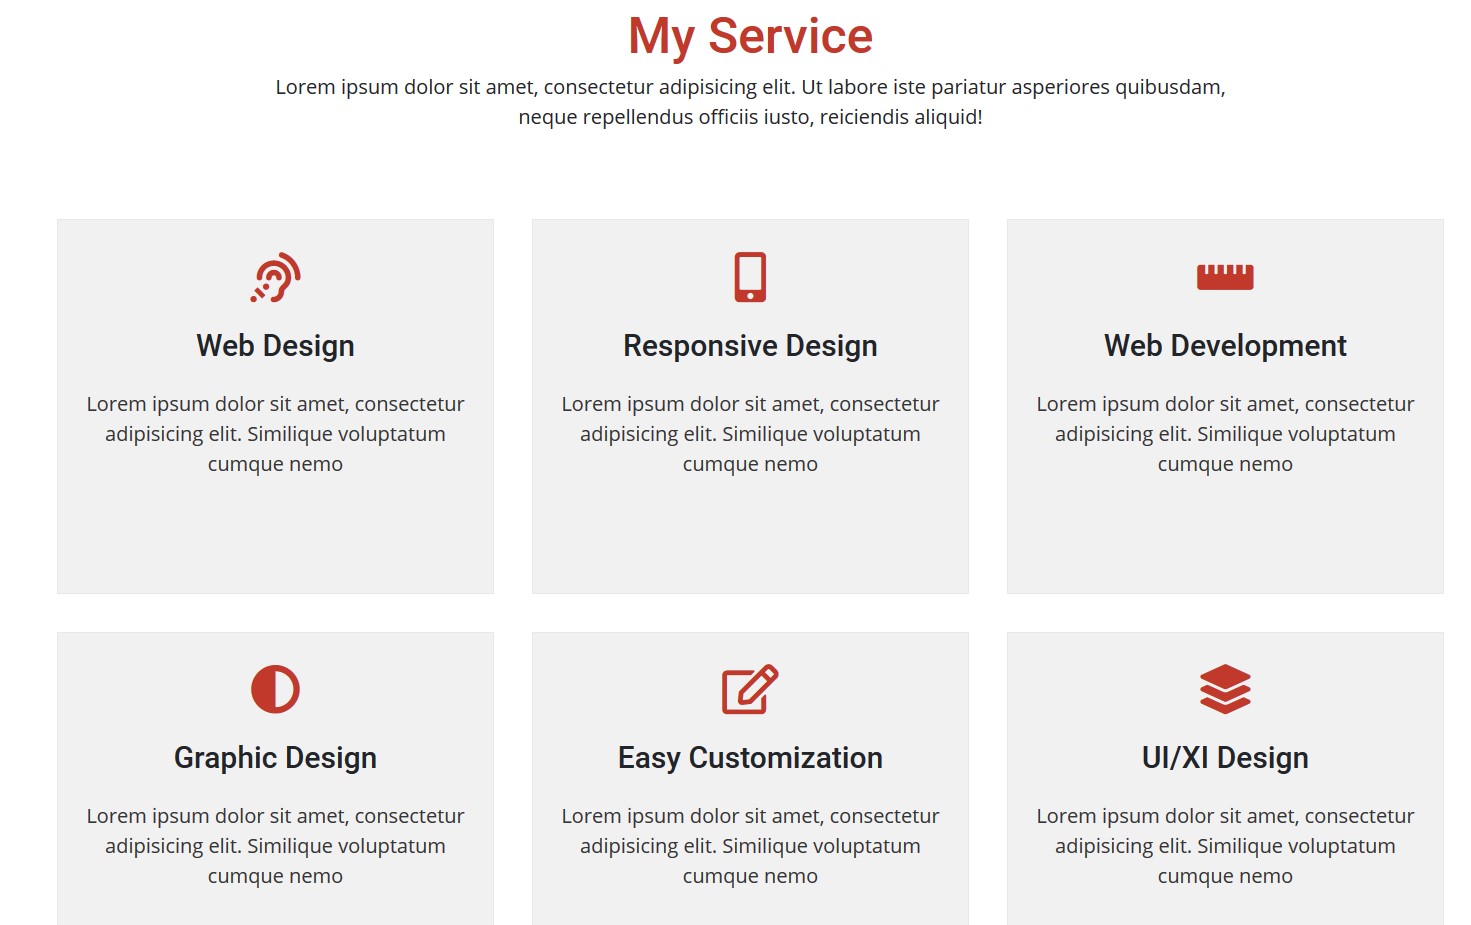 My Service
Lorem ipsum dolor sit amet, consectetur adipisicing elit. Ut labore iste pariatur asperiores quibusdam,
neque repellendus officiis iusto, reiciendis aliquid!
Web Design
Lorem ipsum dolor sit amet, consectetur
adipisicing elit. Similique voluptatum
cumque nemo
Responsive Design
Lorem ipsum dolor sit amet, consectetur
adipisicing elit. Similique voluptatum
cumque nemo
Web Development
Lorem ipsum dolor sit amet, consectetur
adipisicing elit. Similique voluptatum
cumque nemo
Graphic Design
Lorem ipsum dolor sit amet, consectetur
adipisicing elit. Similique voluptatum
cumque nemo
Easy Customization
Lorem ipsum dolor sit amet, consectetur
adipisicing elit. Similique voluptatum
cumque nemo
UI/XI Design
Lorem ipsum dolor sit amet, consectetur
adipisicing elit. Similique voluptatum
cumque nemo